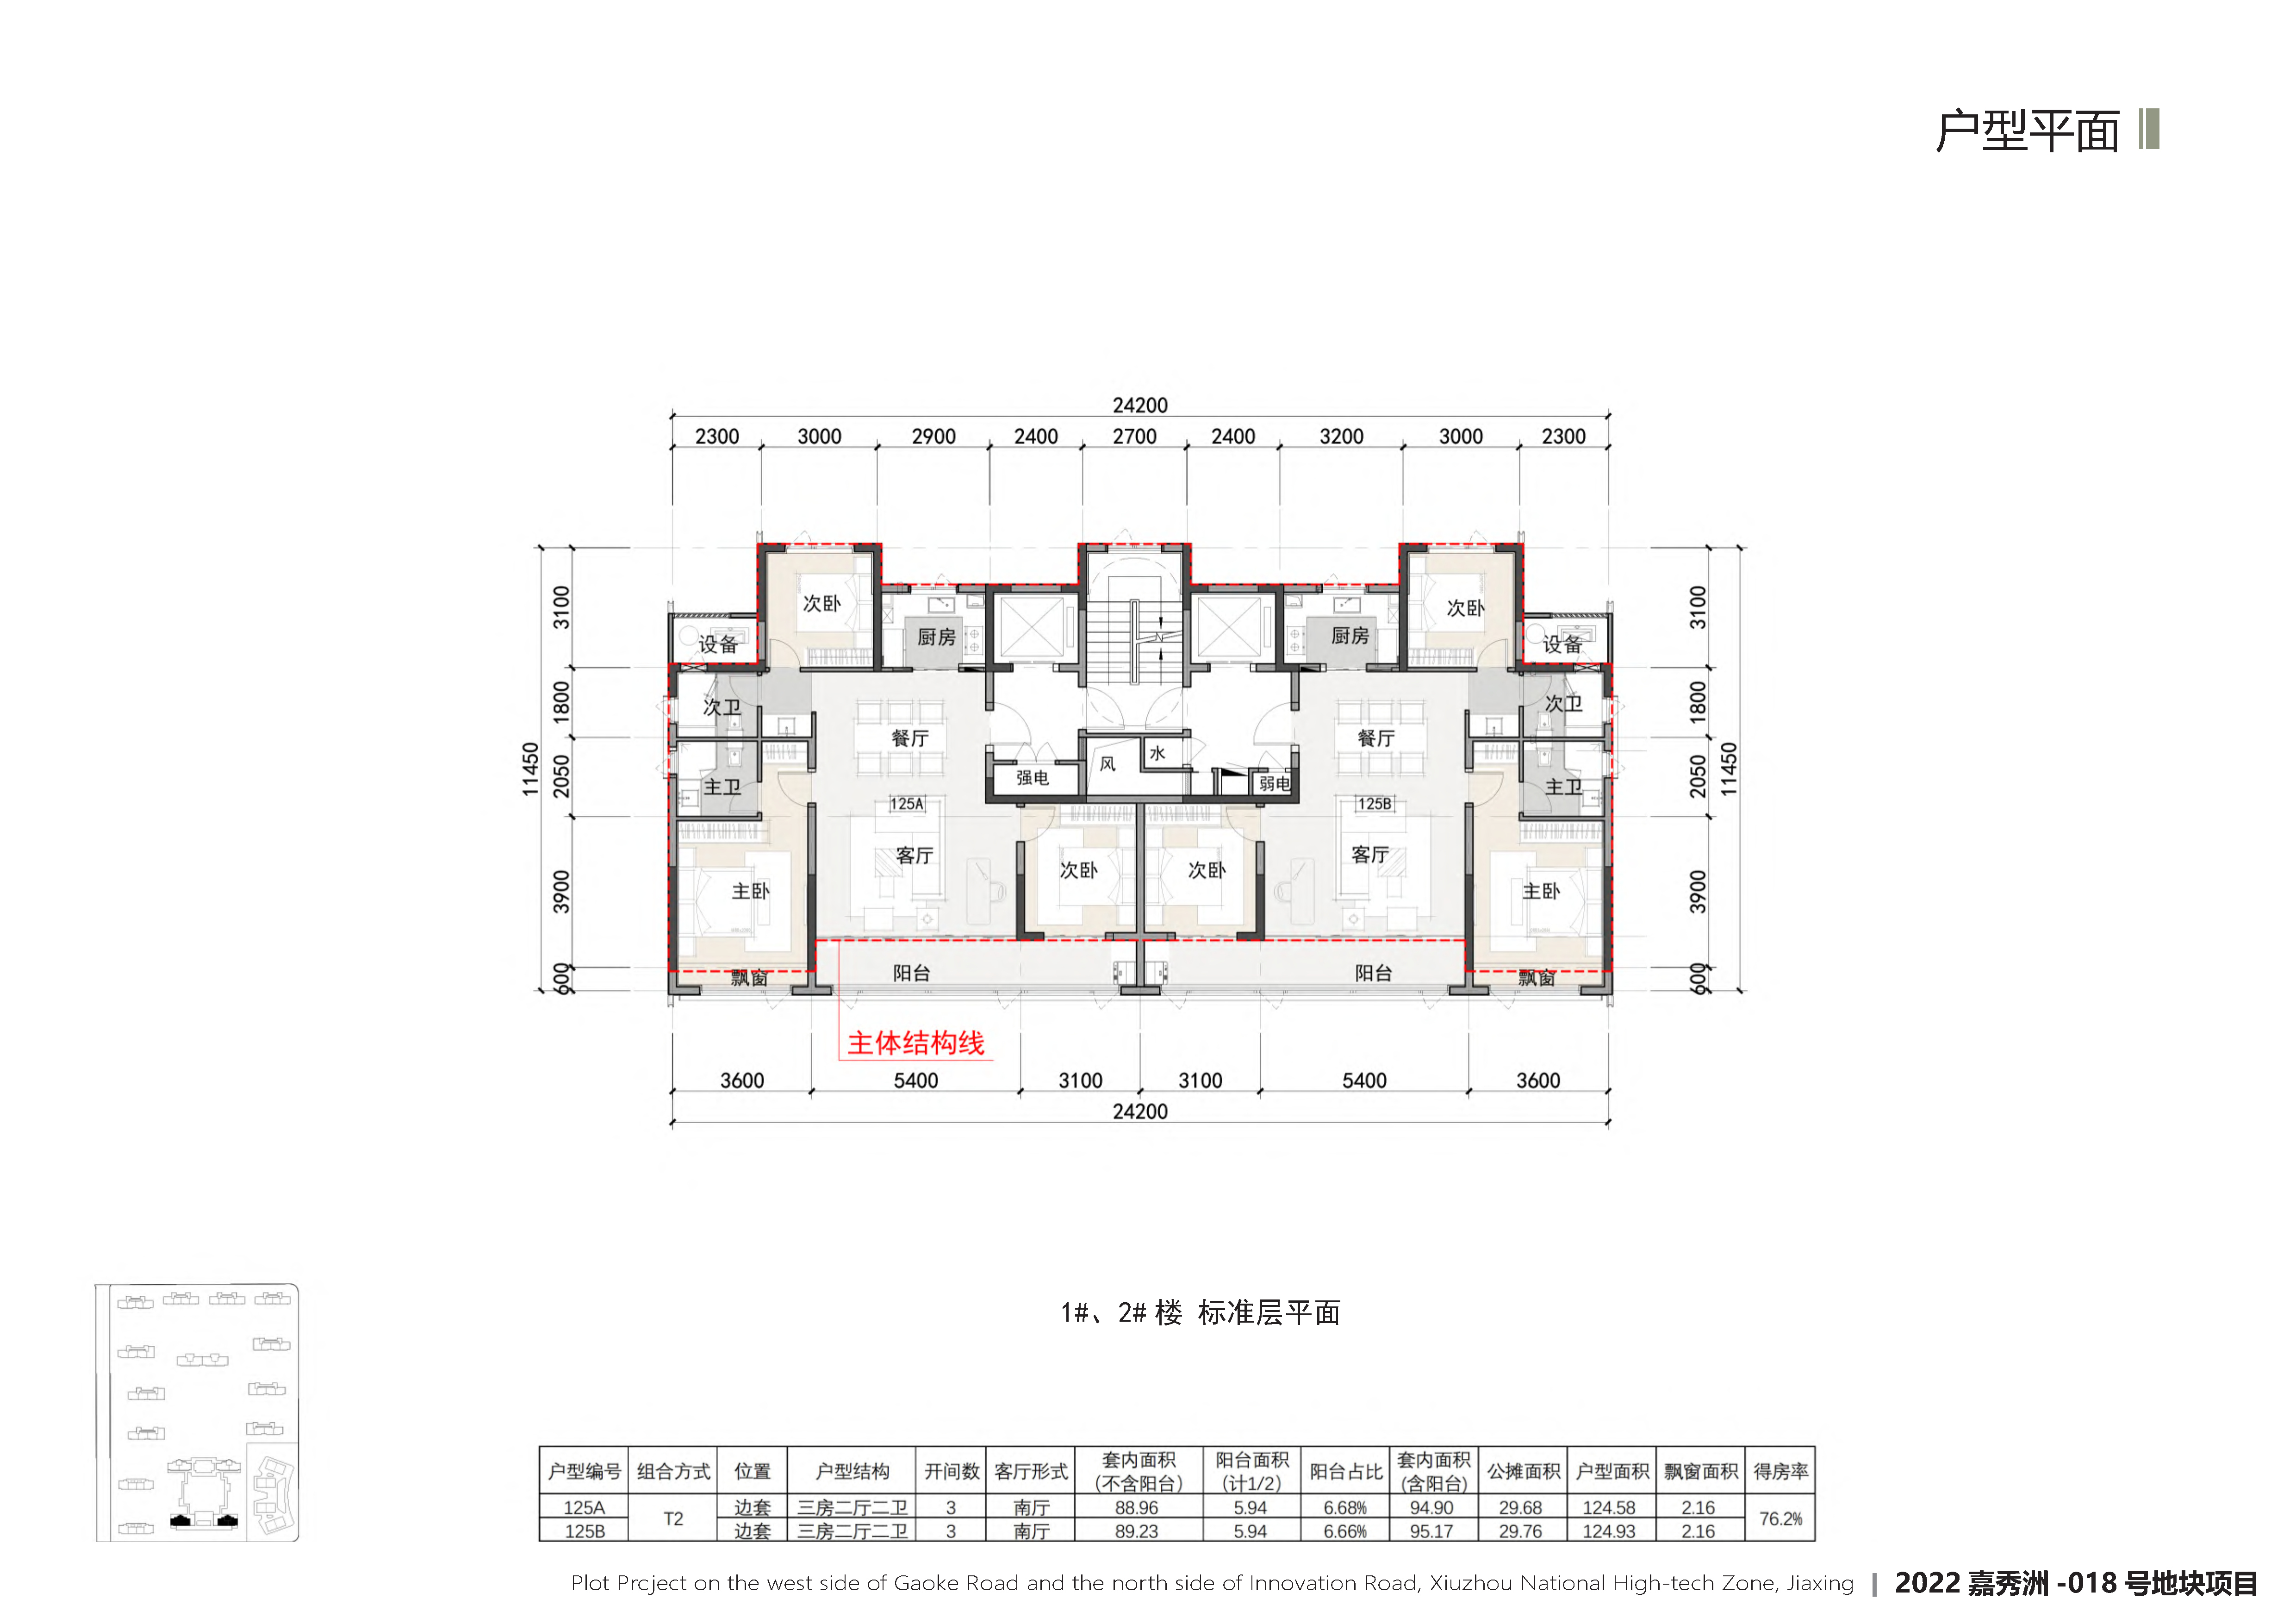 户型平面
24200
2300 3000 2900 2400 2700 2400 3200 3000 2300
11450
3100
1800
2050
3900
600
3100
1800
2050
3900
600
11450
次卧
次卧
设备
厨房
厨房
设备
次卫
次卫
餐厅
餐厅
水
风
强电
弱电
主卫
主卫
125A
125B
客厅
客厅
次卧
次卧
主卧
主卧
飘窗
阳台
阳台
飘窗
主体结构线
3600 5400 3100 3100 5400 3600
24200
1#、2# 楼 标准层平面
户型编号 组合方式 位置 户型结构 开间数 客厅形式 套内面积（不含阳台） 阳台面积（计1/2） 阳台占比 套内面积（含阳台） 公摊面积 户型面积 飘窗面积 得房率
125A T2 边套 三房二厅二卫 3 南厅 88.96 5.94 6.68% 94.90 29.68 124.58 2.16 76.2%
125B 边套 三房二厅二卫 3 南厅 89.23 5.94 6.66% 95.17 29.76 124.93 2.16
Plot Prcject on the west side of Gaoke Road and the north side of Innovation Road, Xiuzhou National High-tech Zone, Jiaxing | 2022 嘉秀洲 -018 号地块项目